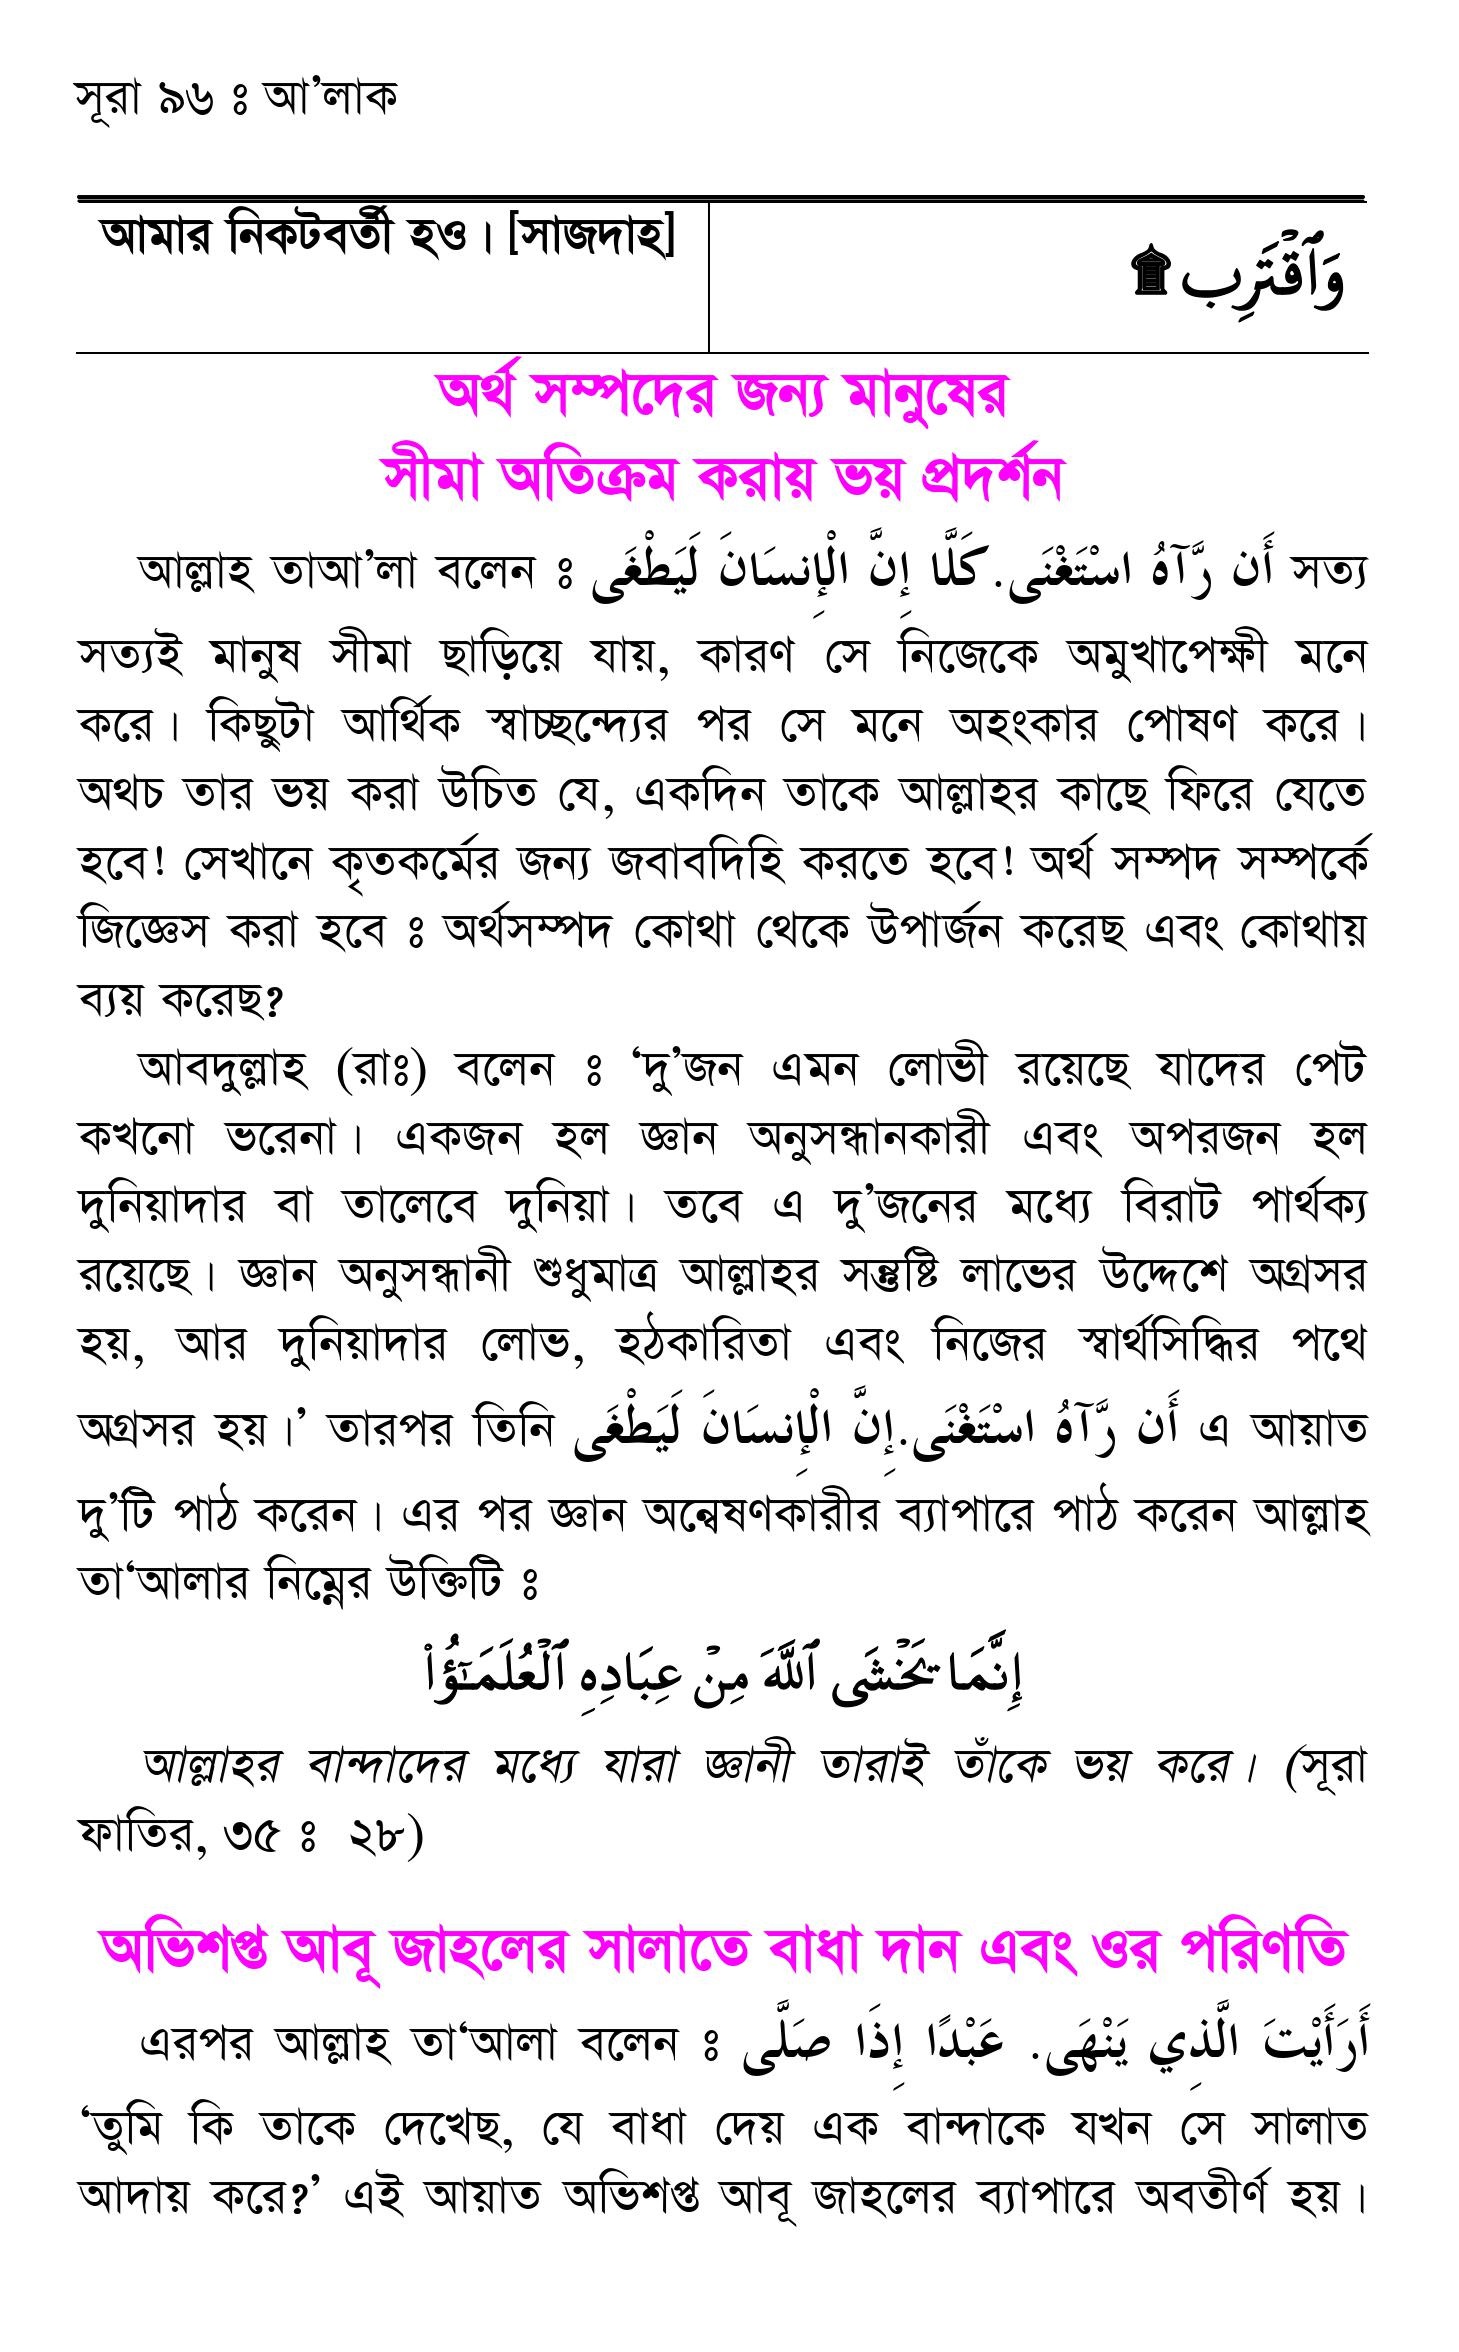 সূরা ৯৬ ঃ আ’লাক
আমার নিকটবর্তী হও। [সাজদাহ]
وَٱقْتَرِب ۩
অর্থ সম্পদের জন্য মানুষের
সীমা অতিক্রম করায় ভয় প্রদর্শন
আল্লাহ তাআ’লা বলেন ঃ كَلَّا إِنَّ الْإِنسَانَ لَيَطْغَى. أَن رَّآهُ اسْتَغْنَى সত্য
সত্যই মানুষ সীমা ছাড়িয়ে যায়, কারণ সে নিজেকে অমুখাপেক্ষী মনে
করে। কিছুটা আর্থিক স্বাচ্ছন্দ্যের পর সে মনে অহংকার পোষণ করে।
অথচ তার ভয় করা উচিত যে, একদিন তাকে আল্লাহর কাছে ফিরে যেতে
হবে! সেখানে কৃতকর্মের জন্য জবাবদিহি করতে হবে! অর্থ সম্পদ সম্পর্কে
জিজ্ঞেস করা হবে ঃ অর্থসম্পদ কোথা থেকে উপার্জন করেছ এবং কোথায়
ব্যয় করেছ?
আবদুল্লাহ (রাঃ) বলেন ঃ ‘দু’জন এমন লোভী রয়েছে যাদের পেট
কখনো ভরেনা। একজন হল জ্ঞান অনুসন্ধানকারী এবং অপরজন হল
দুনিয়াদার বা তালেবে দুনিয়া। তবে এ দু’জনের মধ্যে বিরাট পার্থক্য
রয়েছে। জ্ঞান অনুসন্ধানী শুধুমাত্র আল্লাহর সন্তুষ্টি লাভের উদ্দেশে অগ্রসর
হয়, আর দুনিয়াদার লোভ, হঠকারিতা এবং নিজের স্বার্থসিদ্ধির পথে
অগ্রসর হয়।’ তারপর তিনি إِنَّ الْإِنسَانَ لَيَطْغَى. أَن رَّآهُ اسْتَغْنَى এ আয়াত
দু’টি পাঠ করেন। এর পর জ্ঞান অন্বেষণকারীর ব্যাপারে পাঠ করেন আল্লাহ
তা‘আলার নিম্নের উক্তিটি ঃ
إِنَّمَا يَخْشَى ٱللَّهَ مِنْ عِبَادِهِ ٱلْعُلَمَـٰٓؤُا۟
আল্লাহর বান্দাদের মধ্যে যারা জ্ঞানী তারাই তাঁকে ভয় করে। (সূরা
ফাতির, ৩৫ ঃ ২৮)
অভিশপ্ত আবূ জাহলের সালাতে বাধা দান এবং ওর পরিণতি
এরপর আল্লাহ তা‘আলা বলেন ঃ أَرَأَيْتَ الَّذِي يَنْهَى. عَبْدًا إِذَا صَلَّى
‘তুমি কি তাকে দেখেছ, যে বাধা দেয় এক বান্দাকে যখন সে সালাত
আদায় করে?’ এই আয়াত অভিশপ্ত আবূ জাহলের ব্যাপারে অবতীর্ণ হয়।